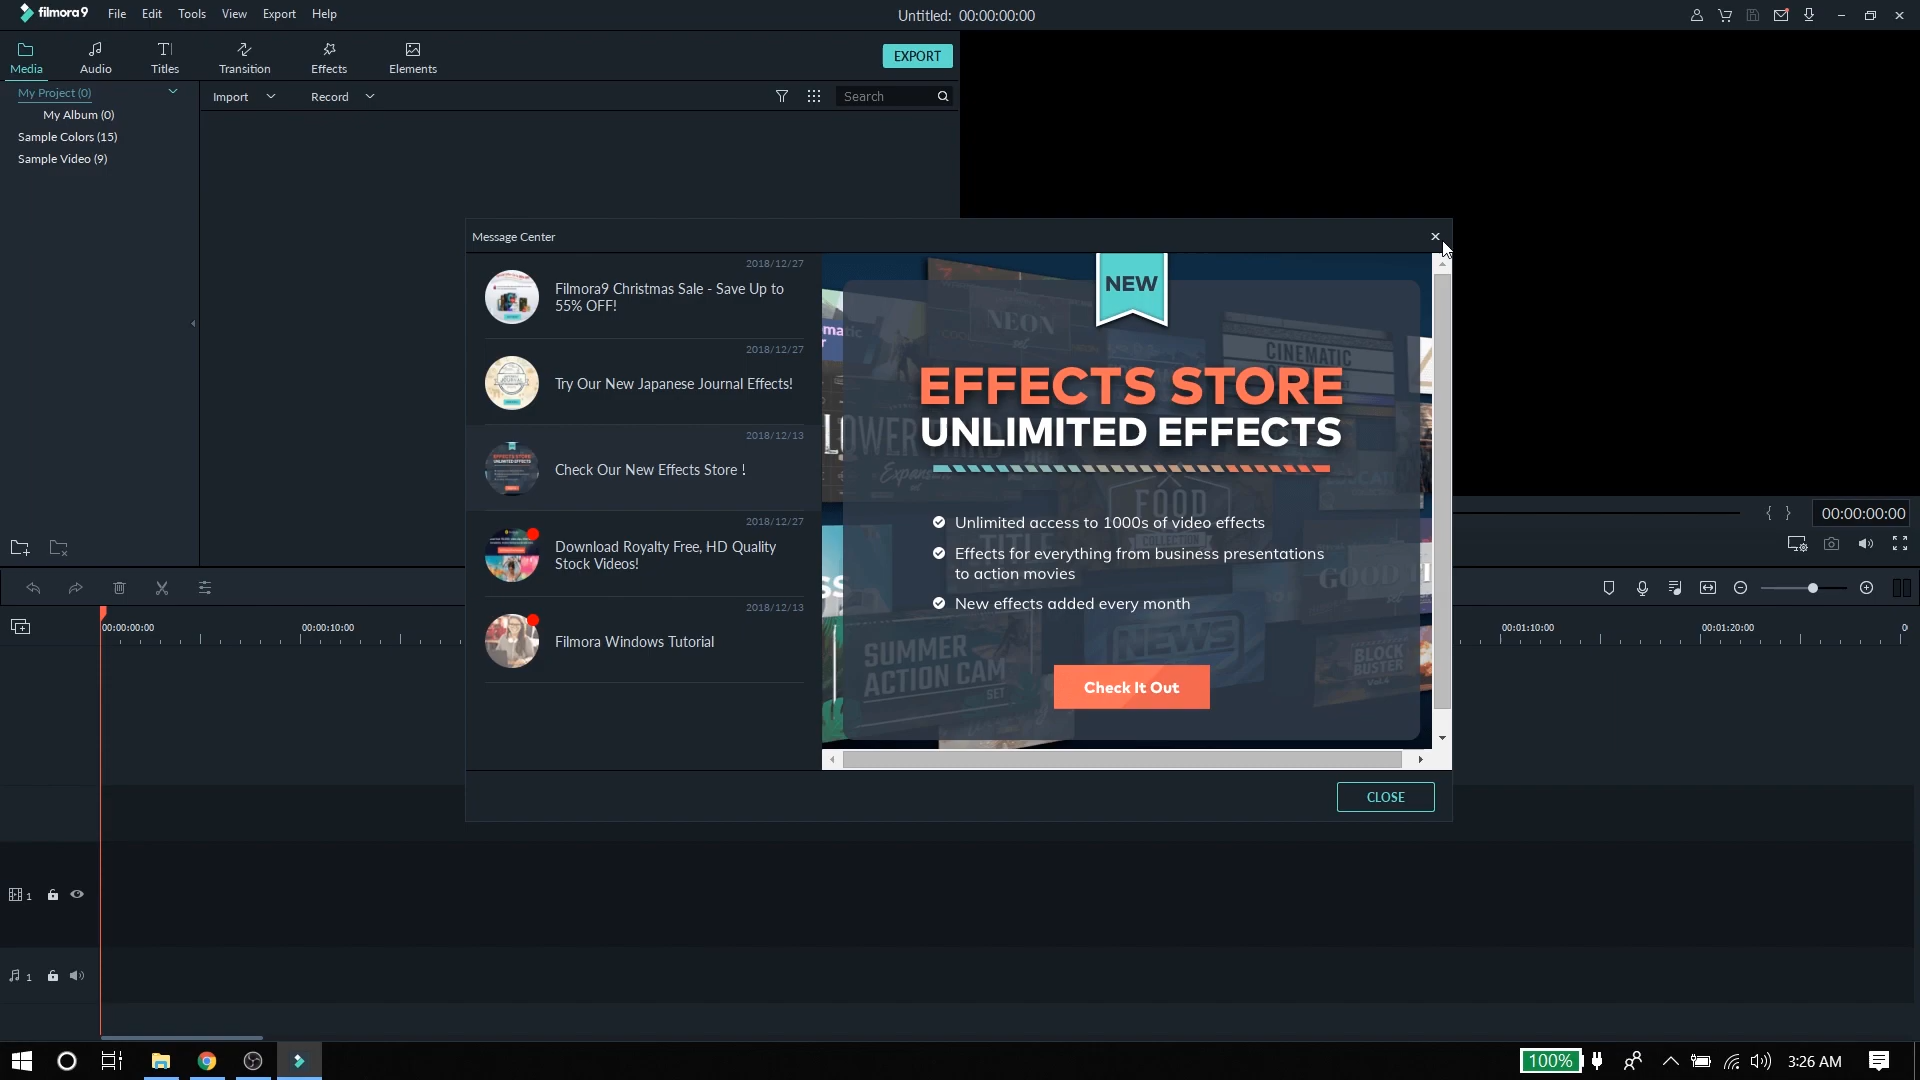 filmora9 File Edit Tools View Export Help Untitled: 00:00:00:00
Media Audio Titles Transition Effects Elements EXPORT
My Project (0)
Import Record Search
My Album (0)
Sample Colors (15)
Sample Video (9)
Message Center
2018/12/27
Filmora9 Christmas Sale - Save Up to
55% OFF!
2018/12/27
Try Our New Japanese Journal Effects!
2018/12/13
Check Our New Effects Store !
2018/12/27
Download Royalty Free, HD Quality
Stock Videos!
2018/12/13
Filmora Windows Tutorial
NEW
NEON
CINEMATIC
EFFECTS STORE
UNLIMITED EFFECTS
LOWER THIRD
FOOD
COLLECTION
TITLE
Unlimited access to 1000s of video effects
Effects for everything from business presentations
to action movies
New effects added every month
NEWS
SUMMER
ACTION CAM
SET
BLOCK
BUSTER
Check It Out
CLOSE
{ } 00:00:00:00
00:00:00:00 00:00:10:00 00:01:10:00 00:01:20:00
1
1
100% 3:26 AM